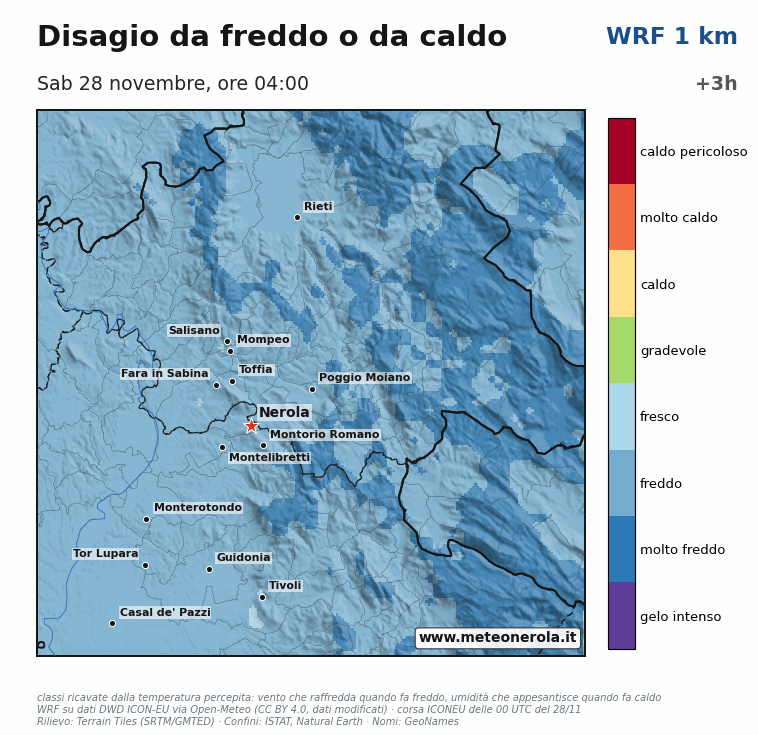 Disagio da freddo o da caldo
WRF 1 km
Sab 28 novembre, ore 04:00
+3h
caldo pericoloso
molto caldo
caldo
gradevole
fresco
freddo
molto freddo
gelo intenso
Rieti
Salisano
Mompeo
Toffia
Fara in Sabina
Poggio Moiano
Nerola
Montorio Romano
Montelibretti
Monterotondo
Tor Lupara
Guidonia
Tivoli
Casal de' Pazzi
www.meteonerola.it
classi ricavate dalla temperatura percepita: vento che raffredda quando fa freddo, umidità che appesantisce quando fa caldo
WRF su dati DWD ICON-EU via Open-Meteo (CC BY 4.0, dati modificati) · corsa ICONEU delle 00 UTC del 28/11
Rilievo: Terrain Tiles (SRTM/GMTED) · Confini: ISTAT, Natural Earth · Nomi: GeoNames